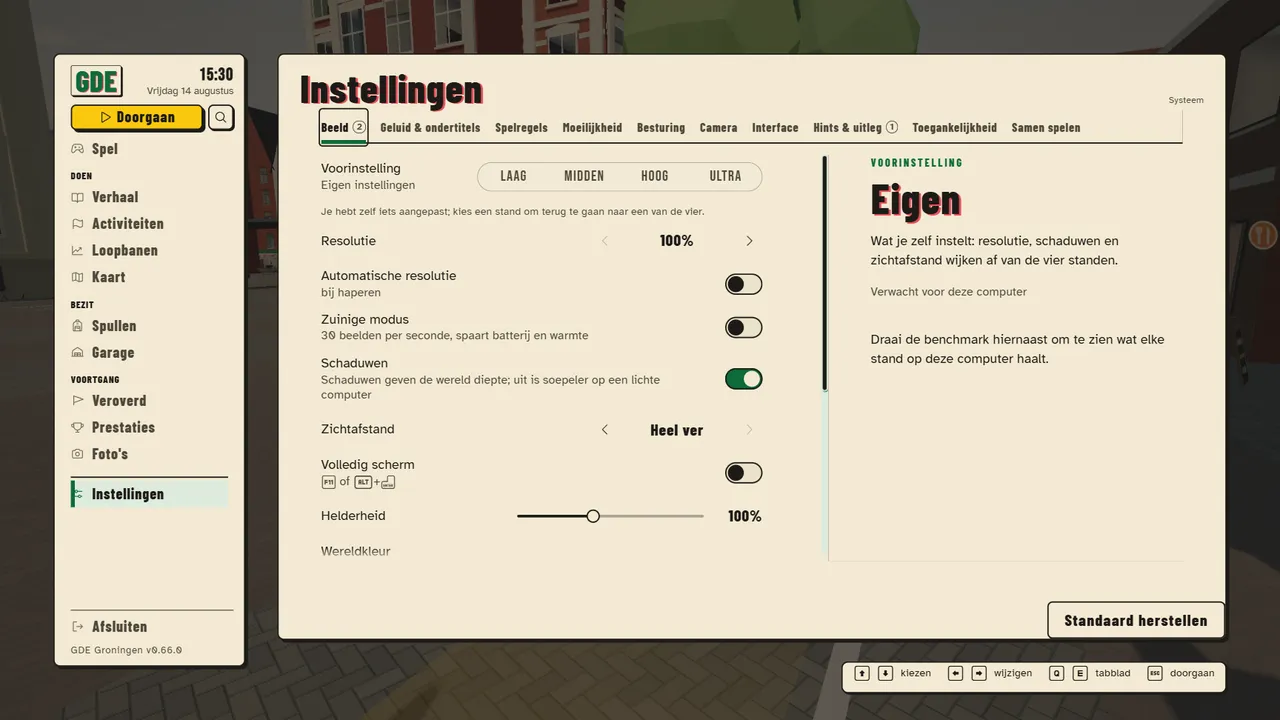 GDE
15:30
Vrijdag 14 augustus
Doorgaan
Spel
DOEN
Verhaal
Activiteiten
Loopbanen
Kaart
BEZIT
Spullen
Garage
VOORTGANG
Veroverd
Prestaties
Foto's
Instellingen
Afsluiten
GDE Groningen v0.66.0
Instellingen
Systeem
Beeld 2 Geluid & ondertitels Spelregels Moeilijkheid Besturing Camera Interface Hints & uitleg 1 Toegankelijkheid Samen spelen
Voorinstelling
Eigen instellingen
LAAG MIDDEN HOOG ULTRA
Je hebt zelf iets aangepast; kies een stand om terug te gaan naar een van de vier.
Resolutie 100%
Automatische resolutie
bij haperen
Zuinige modus
30 beelden per seconde, spaart batterij en warmte
Schaduwen
Schaduwen geven de wereld diepte; uit is soepeler op een lichte
computer
Zichtafstand Heel ver
Volledig scherm
F11 of ALT+
Helderheid 100%
Wereldkleur
VOORINSTELLING
Eigen
Wat je zelf instelt: resolutie, schaduwen en
zichtafstand wijken af van de vier standen.
Verwacht voor deze computer
Draai de benchmark hiernaast om te zien wat elke
stand op deze computer haalt.
Standaard herstellen
kiezen wijzigen Q E tabblad ESC doorgaan